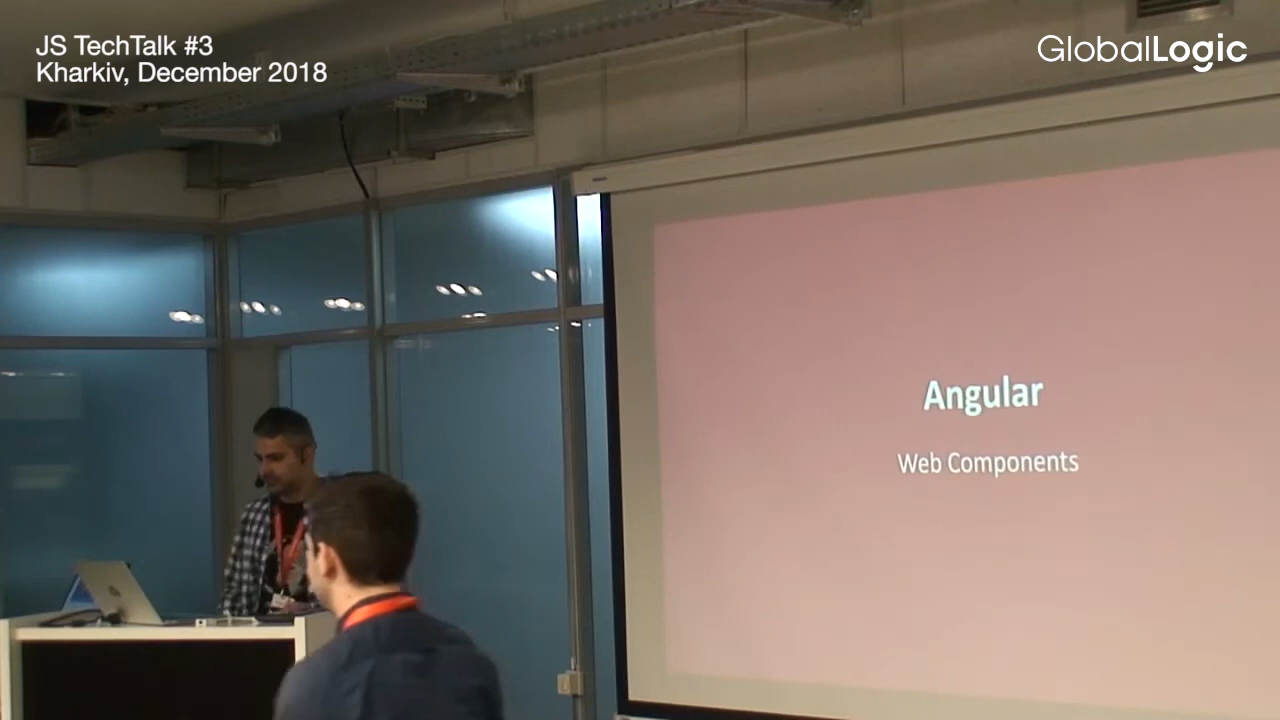 JS TechTalk #3
Kharkiv, December 2018
GlobalLogic
Angular
Web Components